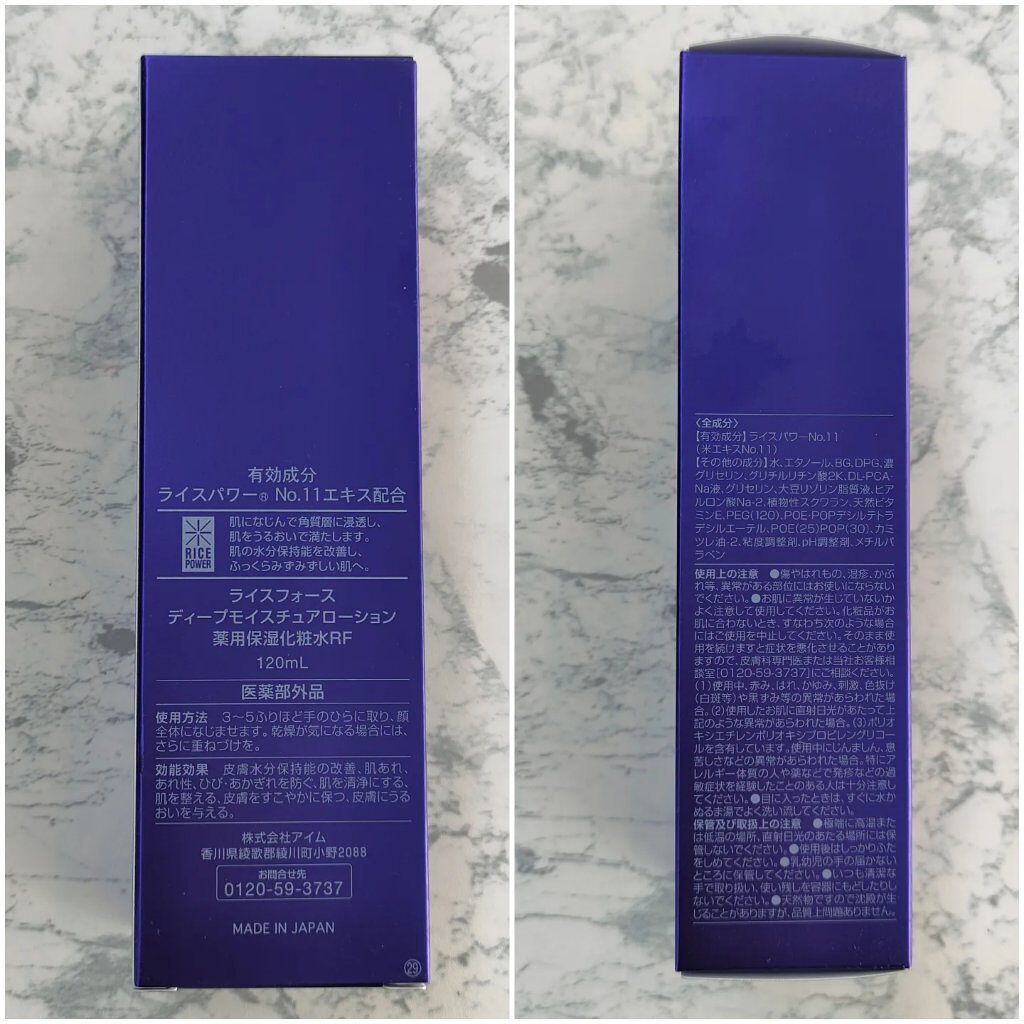 有効成分
ライスパワー® No.11エキス配合
RICE
POWER
肌になじんで角質層に浸透し、
肌をうるおいで満たします。
肌の水分保持能を改善し、
ふっくらみずみずしい肌へ。
ライスフォース
ディープモイスチュアローション
薬用保湿化粧水RF
120mL
医薬部外品
使用方法 3〜5ふりほど手のひらに取り、顔
全体になじませます。乾燥が気になる場合には、
さらに重ねづけを。
効能効果 皮膚水分保持能の改善、肌あれ、
あれ性、ひび・あかぎれを防ぐ、肌を清浄にする、
肌を整える、皮膚をすこやかに保つ、皮膚にうる
おいを与える。
株式会社アイム
香川県綾歌郡綾川町小野2088
お問合せ先
0120-59-3737
MADE IN JAPAN
29
〈全成分〉
【有効成分】ライスパワーNo.11
(米エキスNo.11)
【その他の成分】水、エタノール、BG、DPG、濃
グリセリン、グリチルリチン酸2K、DL-PCA・
Na液、グリセリン、大豆リゾリン脂質液、ヒア
ルロン酸Na-2、植物性スクワラン、天然ビタ
ミンE、PEG(120)、POE・POPデシルテトラ
デシルエーテル、POE(25)POP(30)、カミ
ツレ油-2、粘度調整剤、pH調整剤、メチルパ
ラベン
使用上の注意 ●傷やはれもの、湿疹、かぶ
れ等、異常がある部位にはお使いにならない
でください。●お肌に異常が生じていないか
よく注意して使用してください。化粧品がお
肌に合わないとき、すなわち次のような場合
にはご使用を中止してください。そのまま使
用を続けますと症状を悪化させることがあり
ますので、皮膚科専門医または当社お客様相
談室[0120-59-3737]にご相談ください。
(1)使用中、赤み、はれ、かゆみ、刺激、色抜け
(白斑等)や黒ずみ等の異常があらわれた場
合。(2)使用したお肌に直射日光があたって上
記のような異常があらわれた場合。(3)ポリオ
キシエチレンポリオキシプロピレングリコー
ルを含有しています。使用中にじんましん、息
苦しさなどの異常があらわれた場合。特にア
レルギー体質の人や薬などで発疹などの過
敏症状を経験したことのある人は十分注意し
てください。●目に入ったときは、すぐに水か
ぬるま湯でよく洗い流してください。
保管及び取扱上の注意 ●極端に高温また
は低温の場所、直射日光のあたる場所には保
管しないでください。●使用後はしっかりふた
をしめてください。●乳幼児の手の届かない
ところに保管してください。●いつも清潔な
手で取り扱い、使い残しを容器にもどしたりし
ないでください。●天然物ですので沈殿が生
じることがありますが、品質上問題ありません。